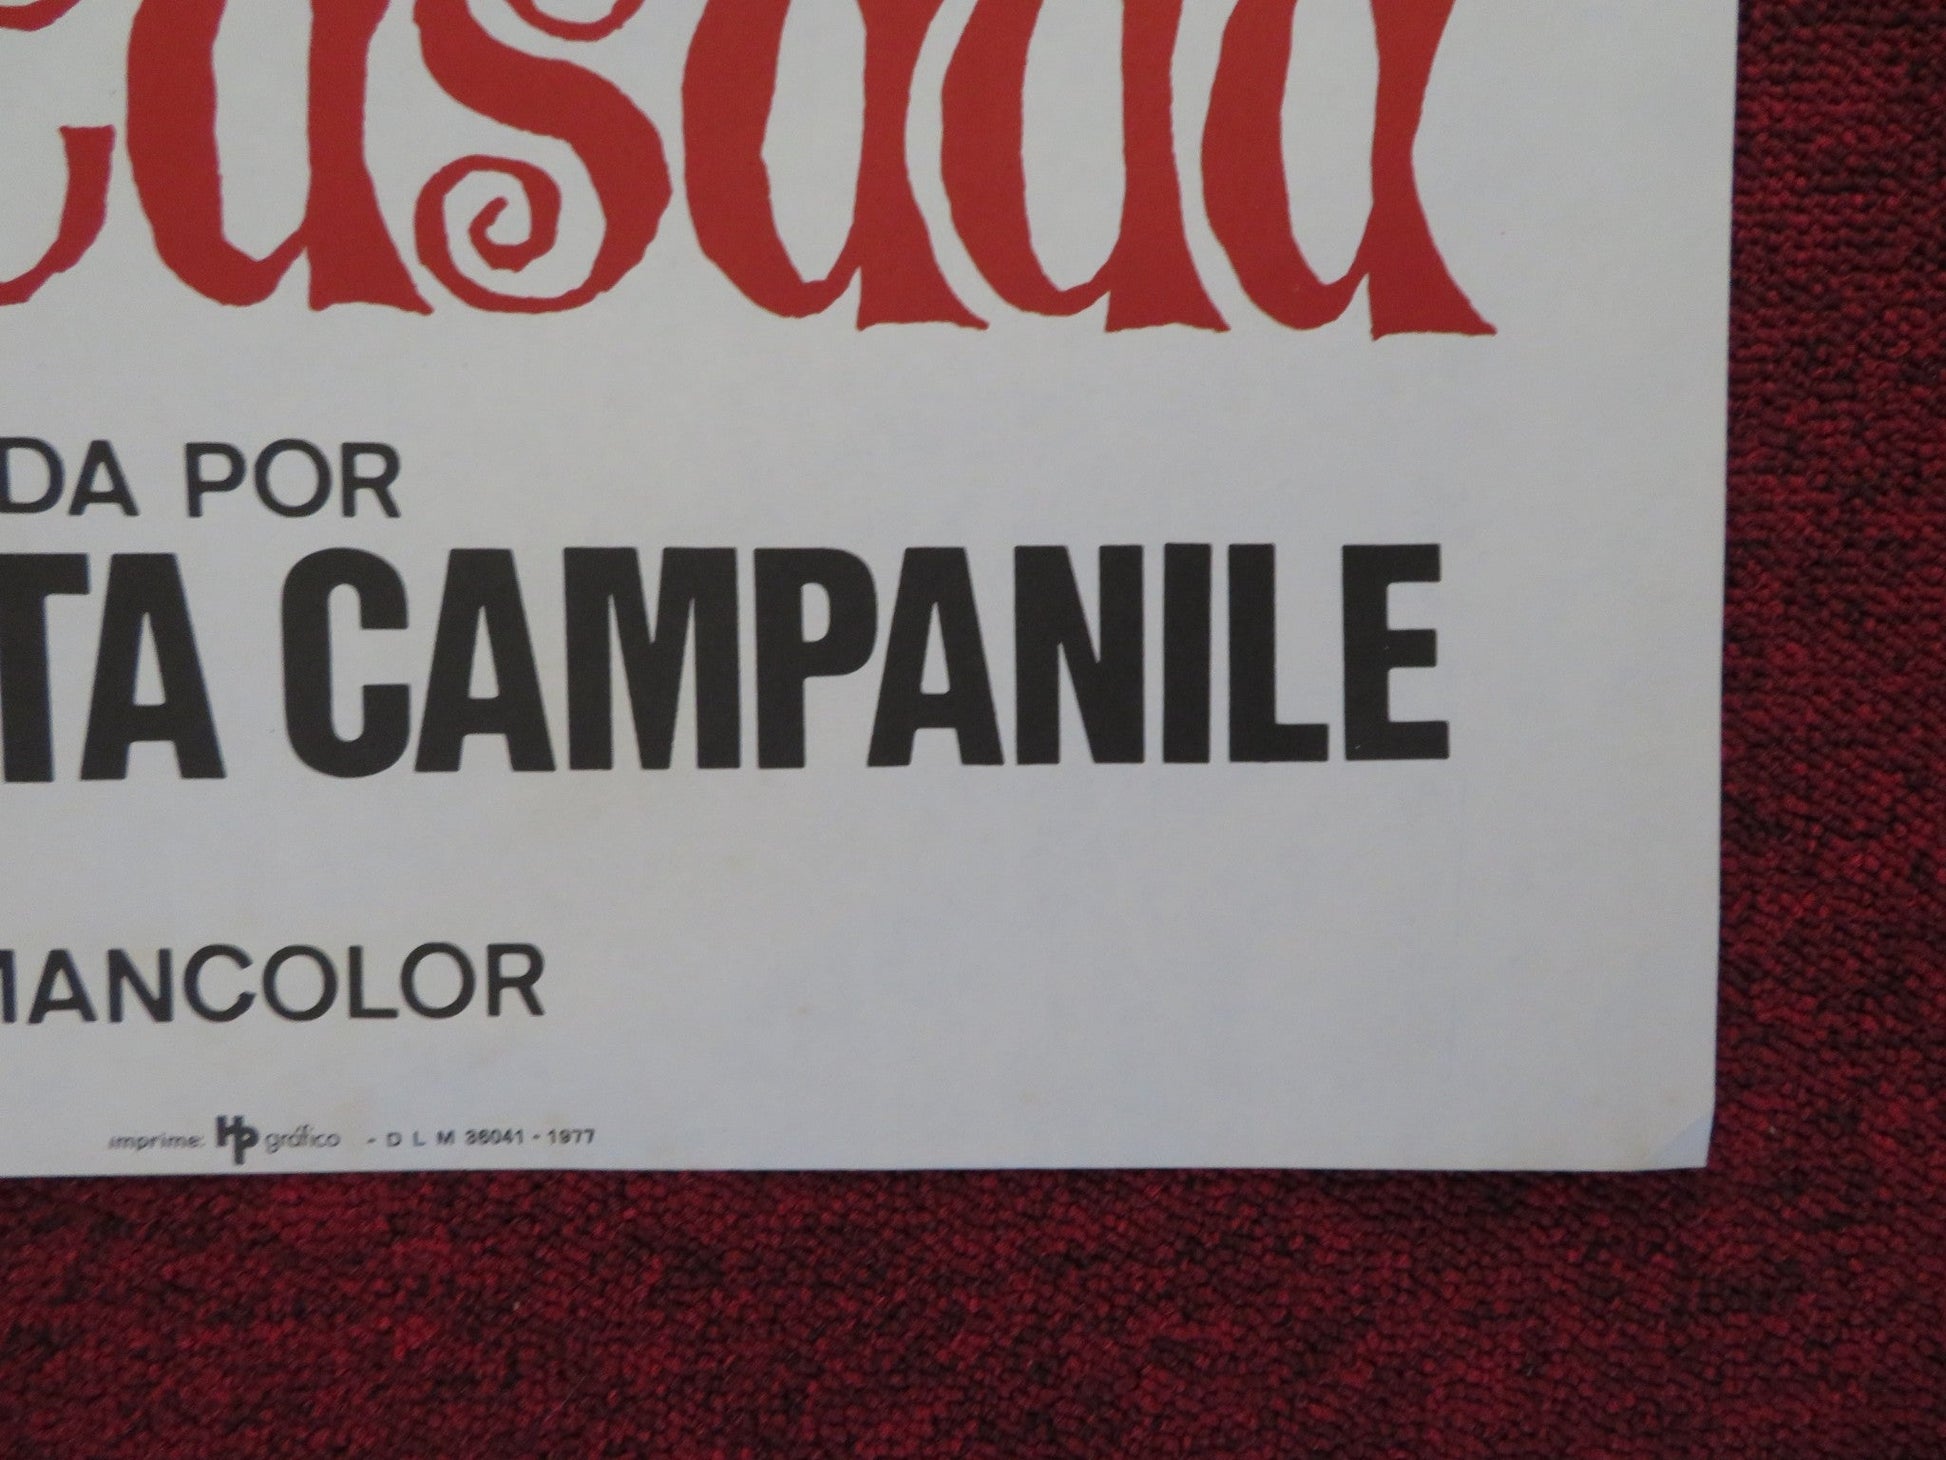 casada
DA POR
TA CAMPANILE
MANCOLOR
imprime: HP gráfico - D L M 36041 - 1977